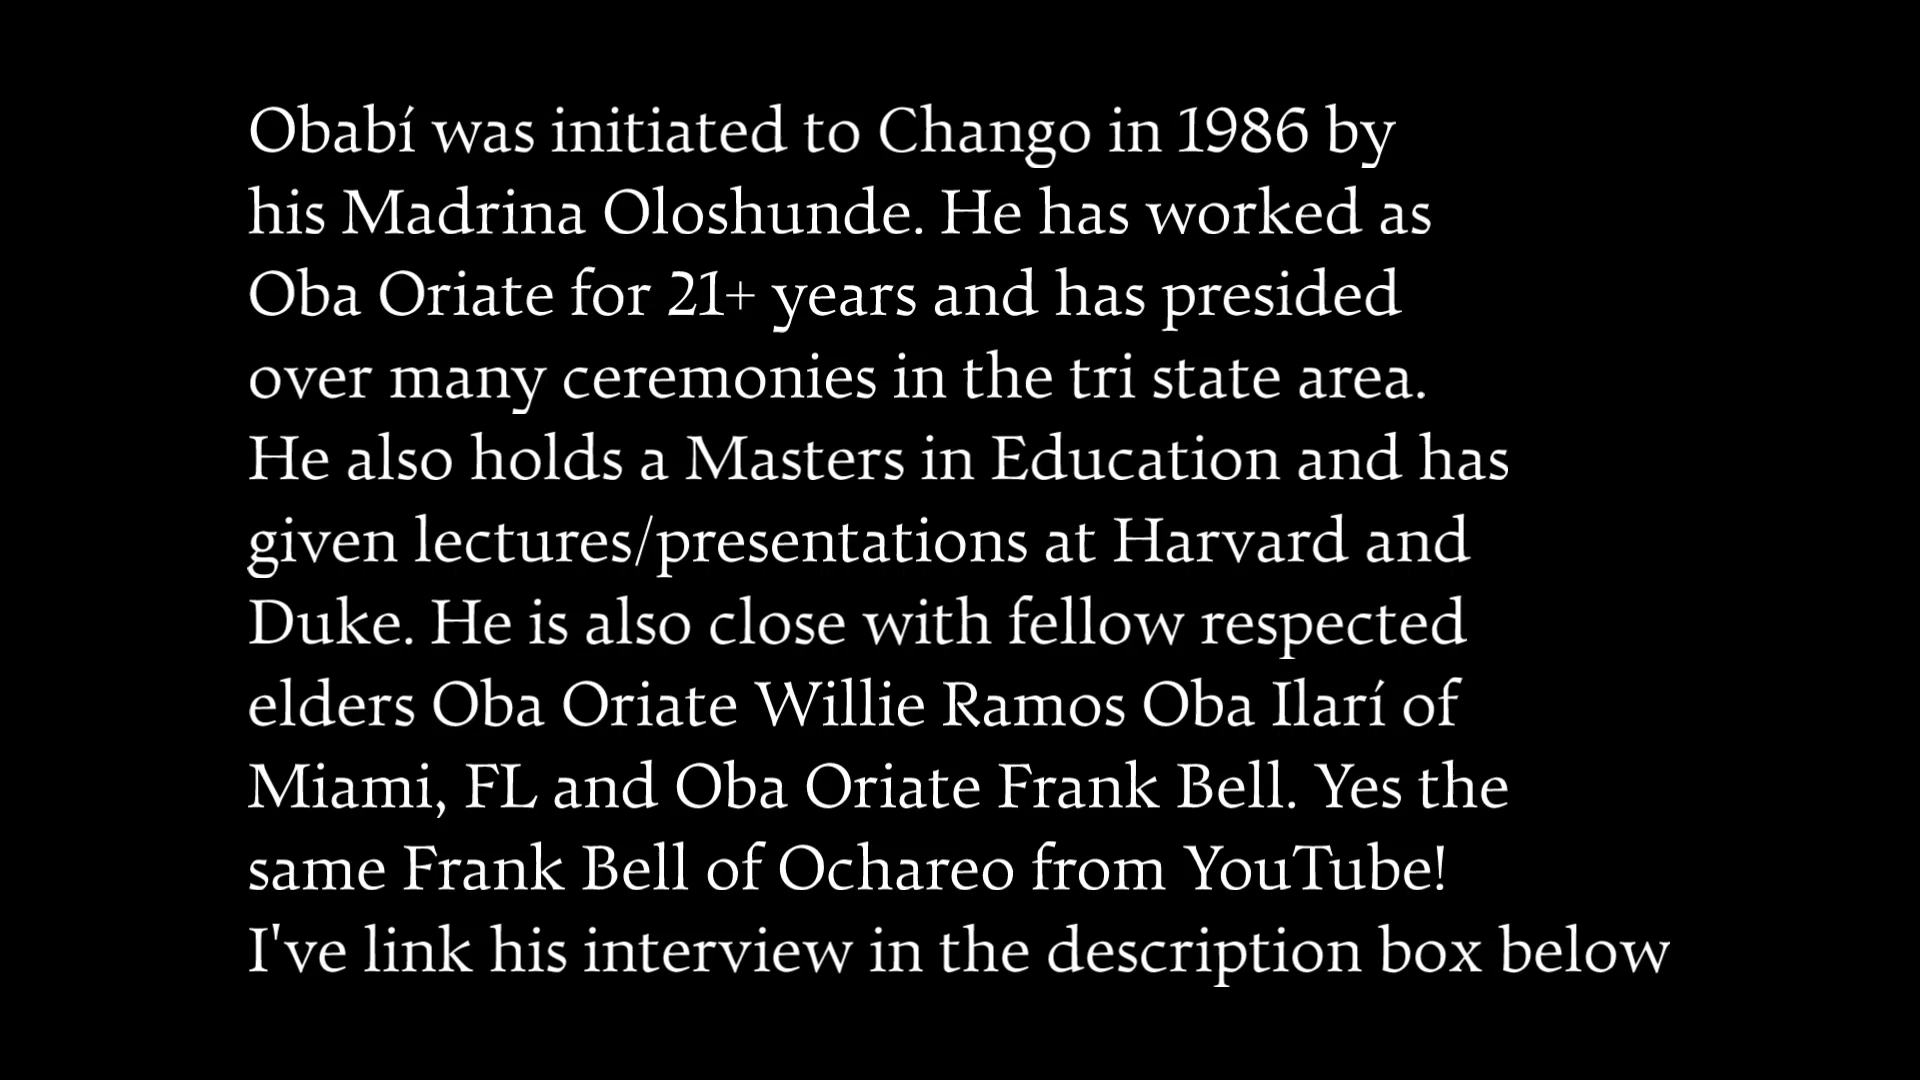 Obabí was initiated to Chango in 1986 by
his Madrina Oloshunde. He has worked as
Oba Oriate for 21+ years and has presided
over many ceremonies in the tri state area.
He also holds a Masters in Education and has
given lectures/presentations at Harvard and
Duke. He is also close with fellow respected
elders Oba Oriate Willie Ramos Oba Ilarí of
Miami, FL and Oba Oriate Frank Bell. Yes the
same Frank Bell of Ochareo from YouTube!
I've link his interview in the description box below